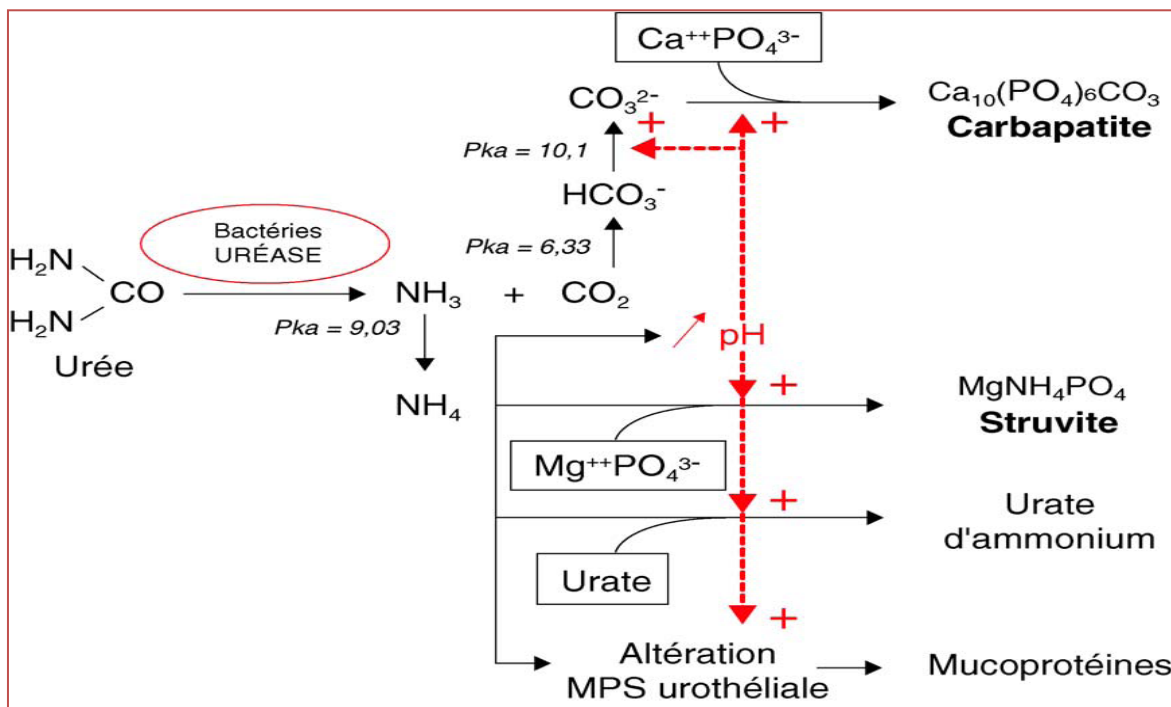 Ca⁺⁺PO₄³⁻
CO₃²⁻
Ca₁₀(PO₄)₆CO₃
Carbapatite
+
+
Pka = 10,1
HCO₃⁻
Bactéries
URÉASE
Pka = 6,33
H₂N
CO
H₂N
Urée
NH₃ + CO₂
Pka = 9,03
NH₄
pH
+
MgNH₄PO₄
Struvite
Mg⁺⁺PO₄³⁻
+
Urate
d'ammonium
Urate
+
Altération
MPS urothéliale
Mucoprotéines